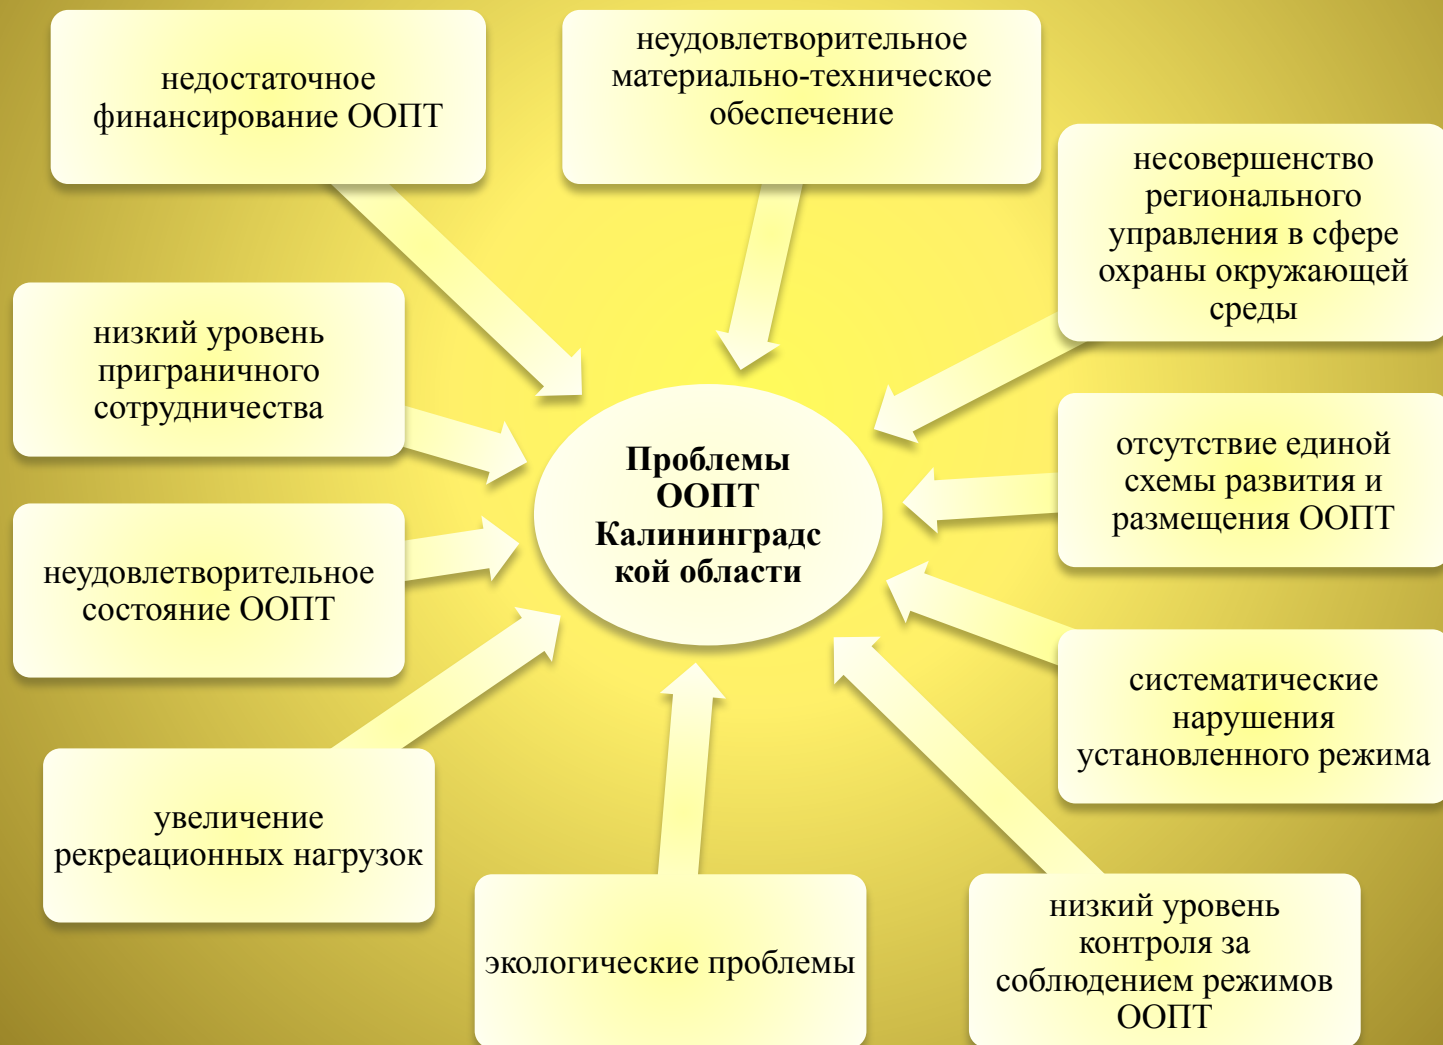 недостаточное
финансирование ООПТ
неудовлетворительное
материально-техническое
обеспечение
несовершенство
регионального
управления в сфере
охраны окружающей
среды
низкий уровень
приграничного
сотрудничества
Проблемы
ООПТ
Калининградс
кой области
отсутствие единой
схемы развития и
размещения ООПТ
неудовлетворительное
состояние ООПТ
систематические
нарушения
установленного режима
увеличение
рекреационных нагрузок
экологические проблемы
низкий уровень
контроля за
соблюдением режимов
ООПТ